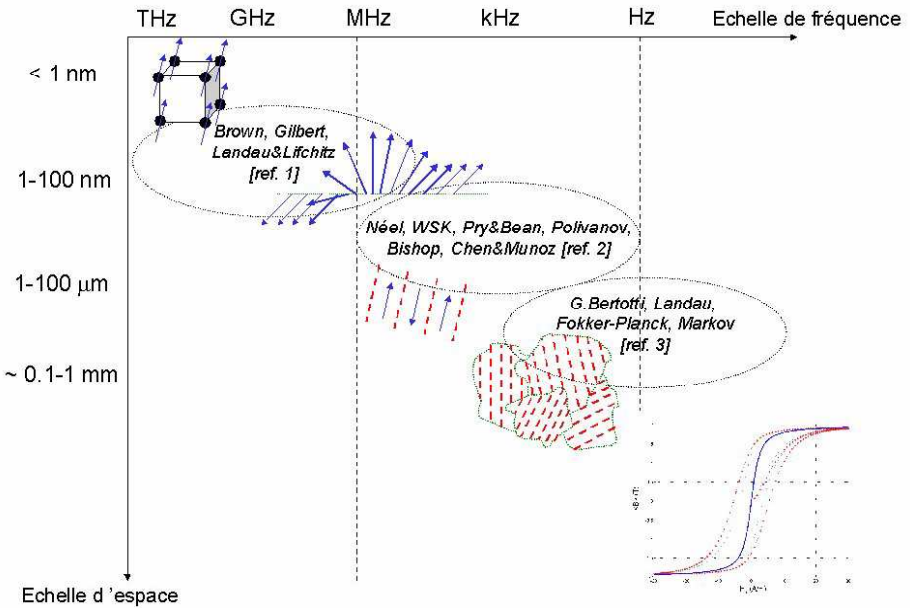 THz GHz MHz kHz Hz Echelle de fréquence
< 1 nm
Brown, Gilbert,
Landau&Lifchitz
[ref. 1]
1-100 nm
Néel, WSK, Pry&Bean, Polivanov,
Bishop, Chen&Munoz [ref. 2]
1-100 µm
G.Bertotti, Landau,
Fokker-Planck, Markov
[ref. 3]
~ 0.1-1 mm
Echelle d 'espace